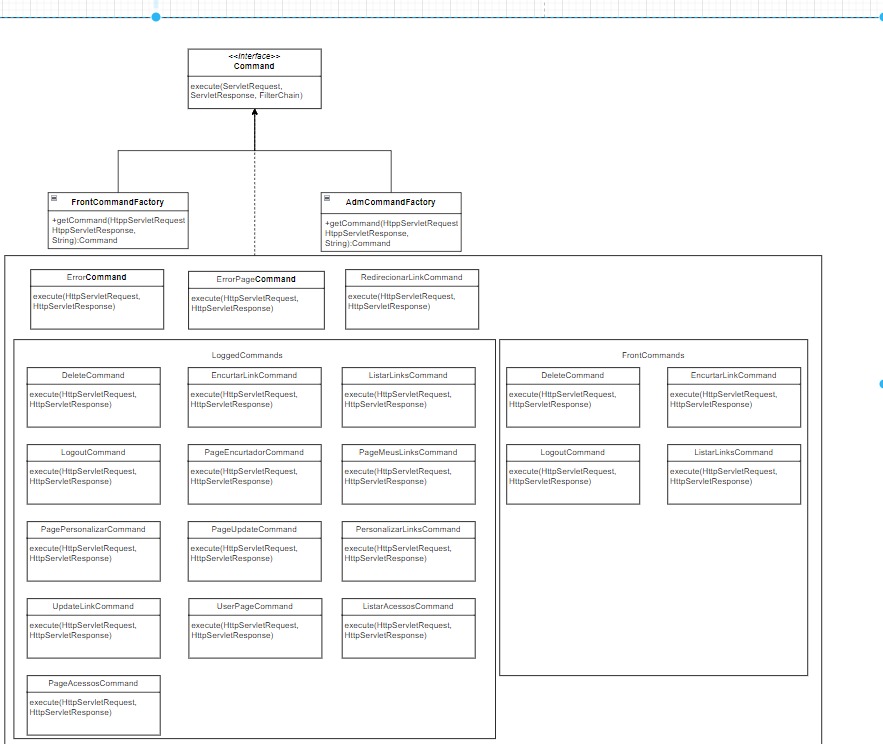 <<interface>>
Command
execute(ServletRequest,
ServletResponse, FilterChain)
FrontCommandFactory
+getCommand(HtppServletRequest
HtppServletResponse,
String):Command
AdmCommandFactory
+getCommand(HtppServletRequest
HtppServletResponse,
String):Command
ErrorCommand
execute(HttpServletRequest,
HttpServletResponse)
ErrorPageCommand
execute(HttpServletRequest,
HttpServletResponse)
RedirecionarLinkCommand
execute(HttpServletRequest,
HttpServletResponse)
LoggedCommands
DeleteCommand
execute(HttpServletRequest,
HttpServletResponse)
EncurtarLinkCommand
execute(HttpServletRequest,
HttpServletResponse)
ListarLinksCommand
execute(HttpServletRequest,
HttpServletResponse)
LogoutCommand
execute(HttpServletRequest,
HttpServletResponse)
PageEncurtadorCommand
execute(HttpServletRequest,
HttpServletResponse)
PageMeusLinksCommand
execute(HttpServletRequest,
HttpServletResponse)
PagePersonalizarCommand
execute(HttpServletRequest,
HttpServletResponse)
PageUpdateCommand
execute(HttpServletRequest,
HttpServletResponse)
PersonalizarLinksCommand
execute(HttpServletRequest,
HttpServletResponse)
UpdateLinkCommand
execute(HttpServletRequest,
HttpServletResponse)
UserPageCommand
execute(HttpServletRequest,
HttpServletResponse)
ListarAcessosCommand
execute(HttpServletRequest,
HttpServletResponse)
PageAcessosCommand
execute(HttpServletRequest,
HttpServletResponse)
FrontCommands
DeleteCommand
execute(HttpServletRequest,
HttpServletResponse)
EncurtarLinkCommand
execute(HttpServletRequest,
HttpServletResponse)
LogoutCommand
execute(HttpServletRequest,
HttpServletResponse)
ListarLinksCommand
execute(HttpServletRequest,
HttpServletResponse)